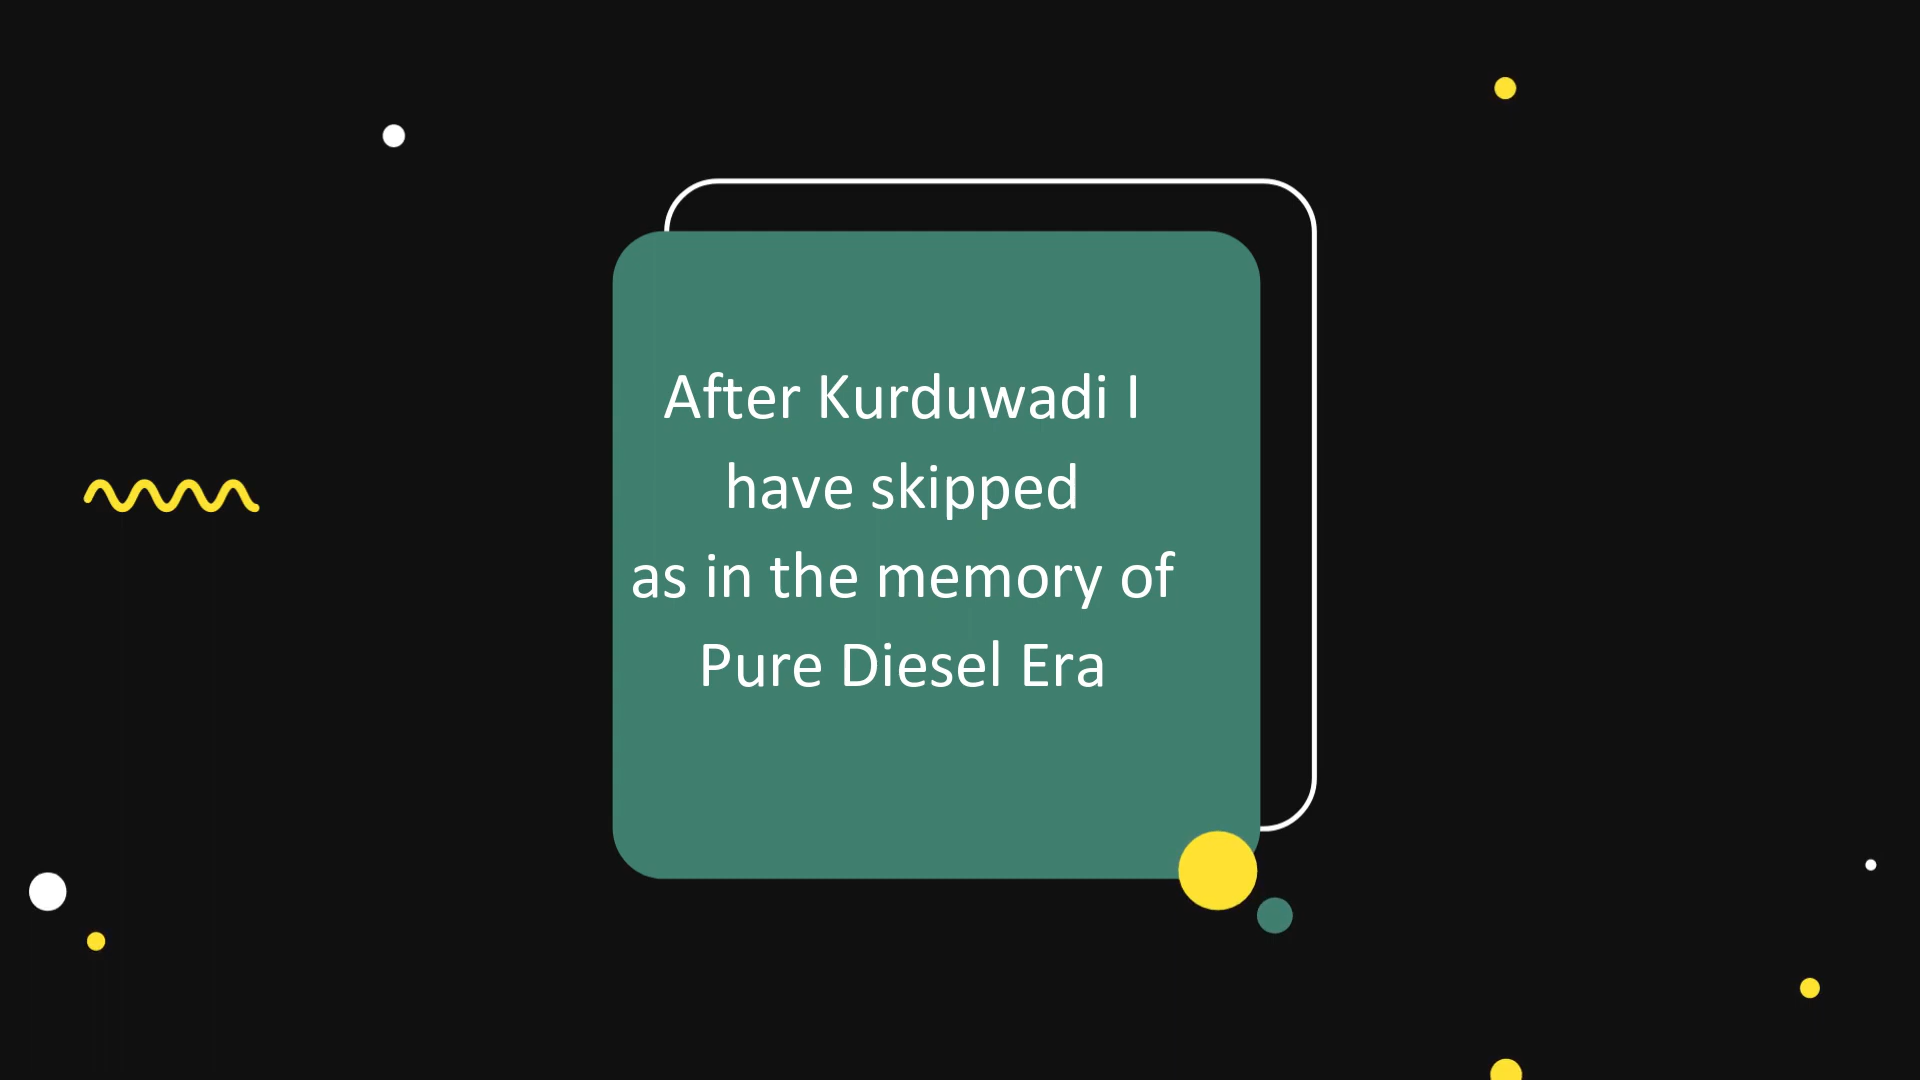 After Kurduwadi I
have skipped
as in the memory of
Pure Diesel Era